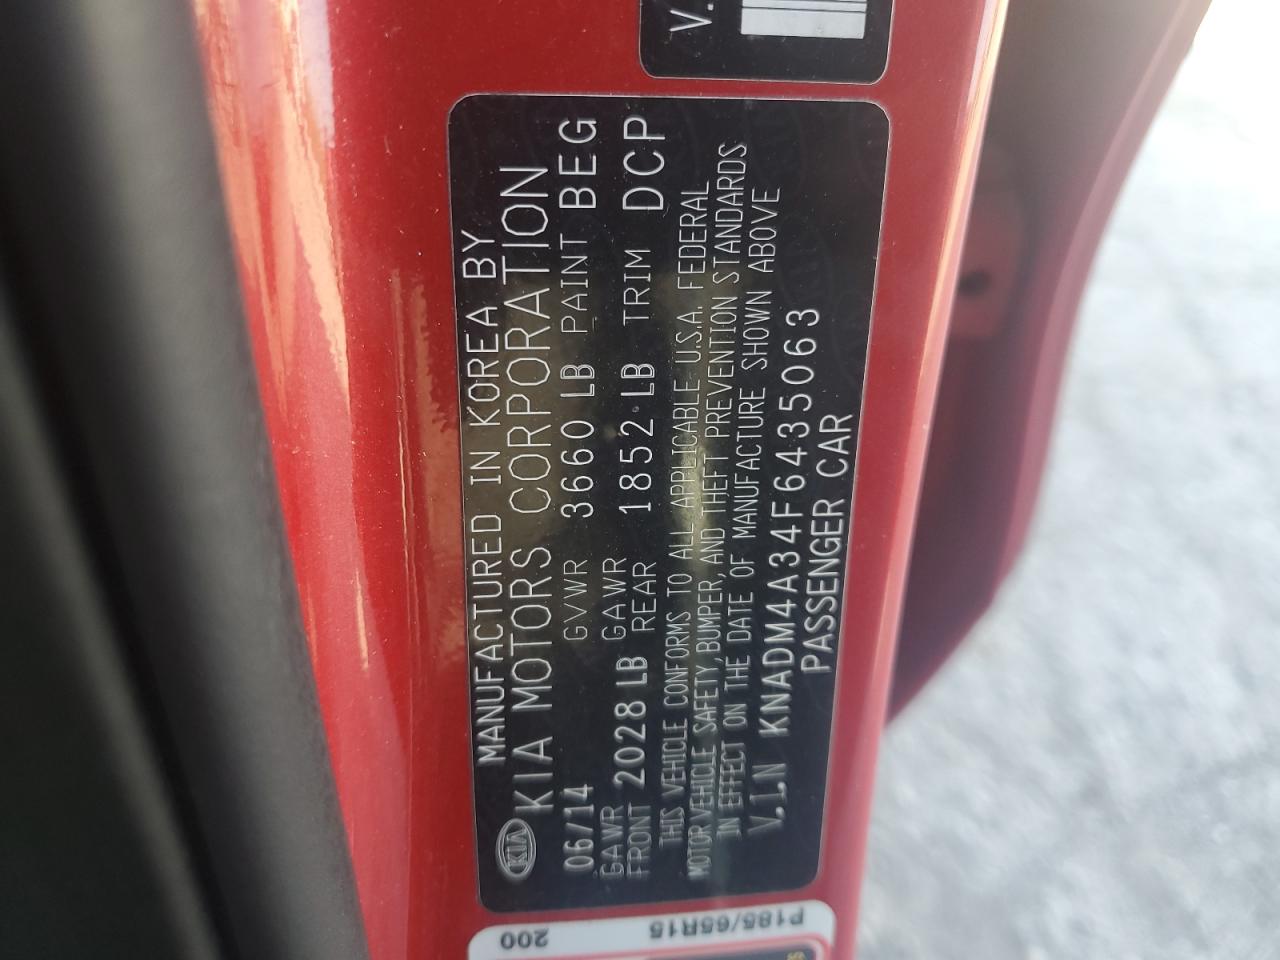 MANUFACTURED IN KOREA BY
KIA KIA MOTORS CORPORATION
06/14 GVWR 3660 LB PAINT BEG
GAWR FRONT 2028 LB GAWR REAR 1852 LB TRIM DCP
THIS VEHICLE CONFORMS TO ALL APPLICABLE U.S.A. FEDERAL
MOTOR VEHICLE SAFETY, BUMPER, AND THEFT PREVENTION STANDARDS
IN EFFECT ON THE DATE OF MANUFACTURE SHOWN ABOVE
V.I.N KNADM4A34F6435063
PASSENGER CAR
V.
P185/65R15
200